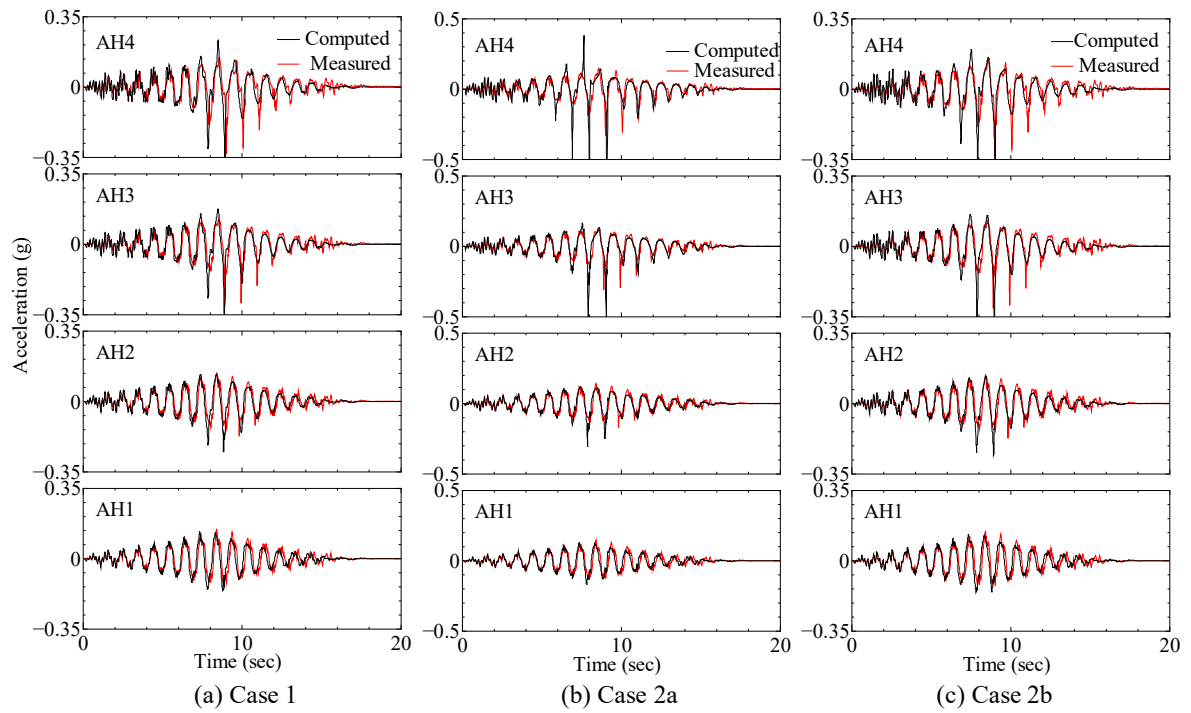 Acceleration (g)
0.35
AH4
Computed
Measured
0
−0.35
AH3
0
0.35
0.35
AH2
0
0.35
0.35
AH1
0
−0.35
0
10
20
Time (sec)
(a) Case 1
0.5
AH4
Computed
Measured
0.0
−0.5
0.5
AH3
0
−0.5
0.5
AH2
0
−0.5
0.5
AH1
0
−0.5
0
10
20
Time (sec)
(b) Case 2a
0.35
AH4
Computed
Measured
0
−0.35
0.35
AH3
0
−0.35
0.35
AH2
0
−0.35
0.35
AH1
0
−0.35
0
10
20
Time (sec)
(c) Case 2b